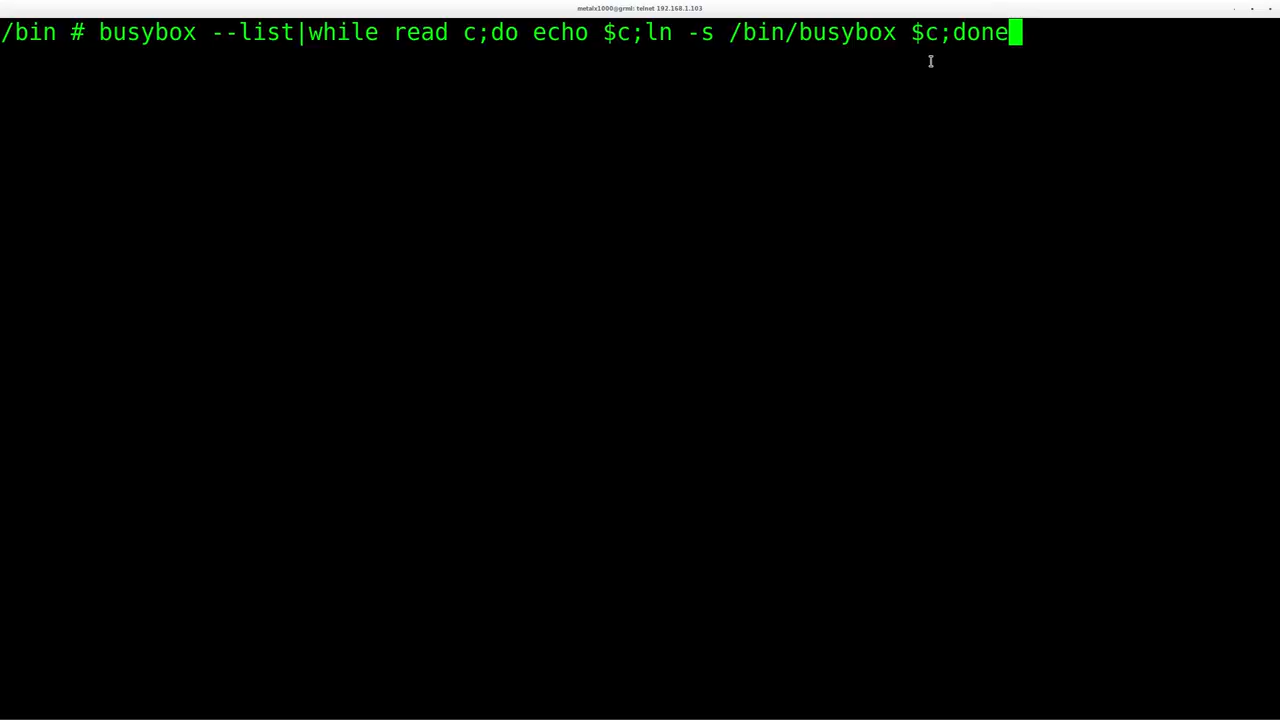 metalx1000@grml: telnet 192.168.1.103
/bin # busybox --list|while read c;do echo $c;ln -s /bin/busybox $c;done